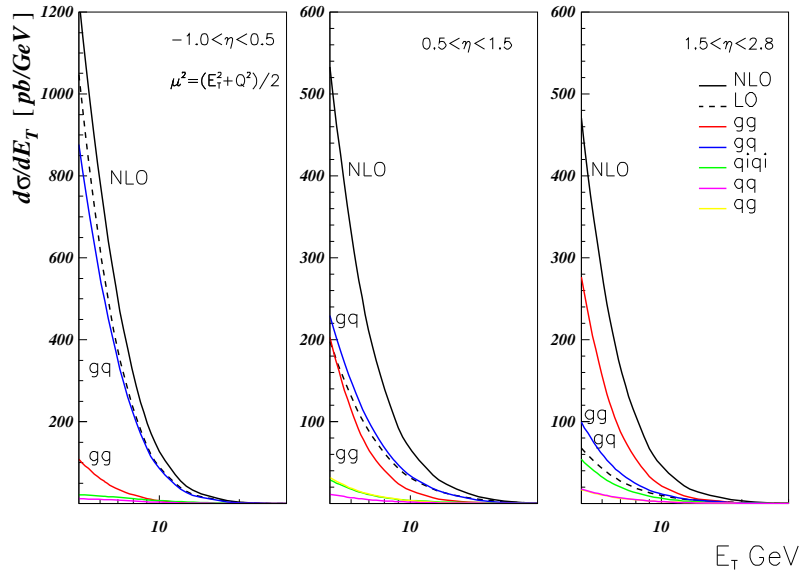 dσ/dE_T [ pb/GeV]
1200
1000
800
600
400
200
−1.0<η<0.5
μ²=(E_T²+Q²)/2
NLO
gq
gg
10
600
500
400
300
200
100
0.5<η<1.5
NLO
gq
gg
10
600
500
400
300
200
100
1.5<η<2.8
NLO
LO
gg
gq
qiqi
qq
qg
NLO
gg
gq
10
E_T GeV